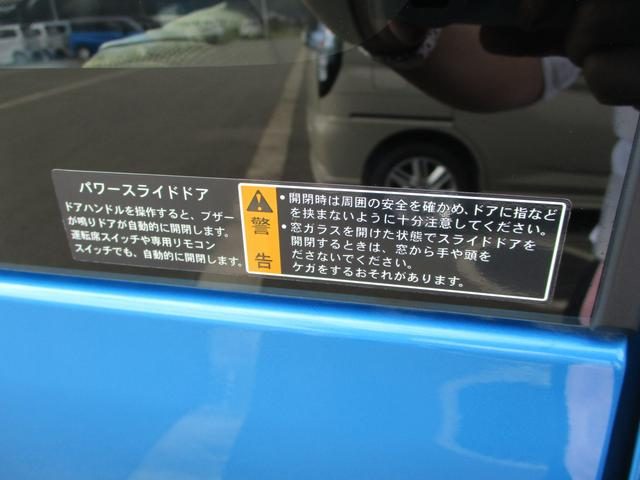 パワースライドドア
ドアハンドルを操作すると、ブザー
が鳴りドアが自動的に開閉します。
運転席スイッチや専用リモコン
スイッチでも、自動的に開閉します。
警告
・開閉時は周囲の安全を確かめ、ドアに指など
を挟まないように十分注意してください。
・窓ガラスを開けた状態でスライドドアを
開閉するときは、窓から手や頭を
ださないでください。
ケガをするおそれがあります。